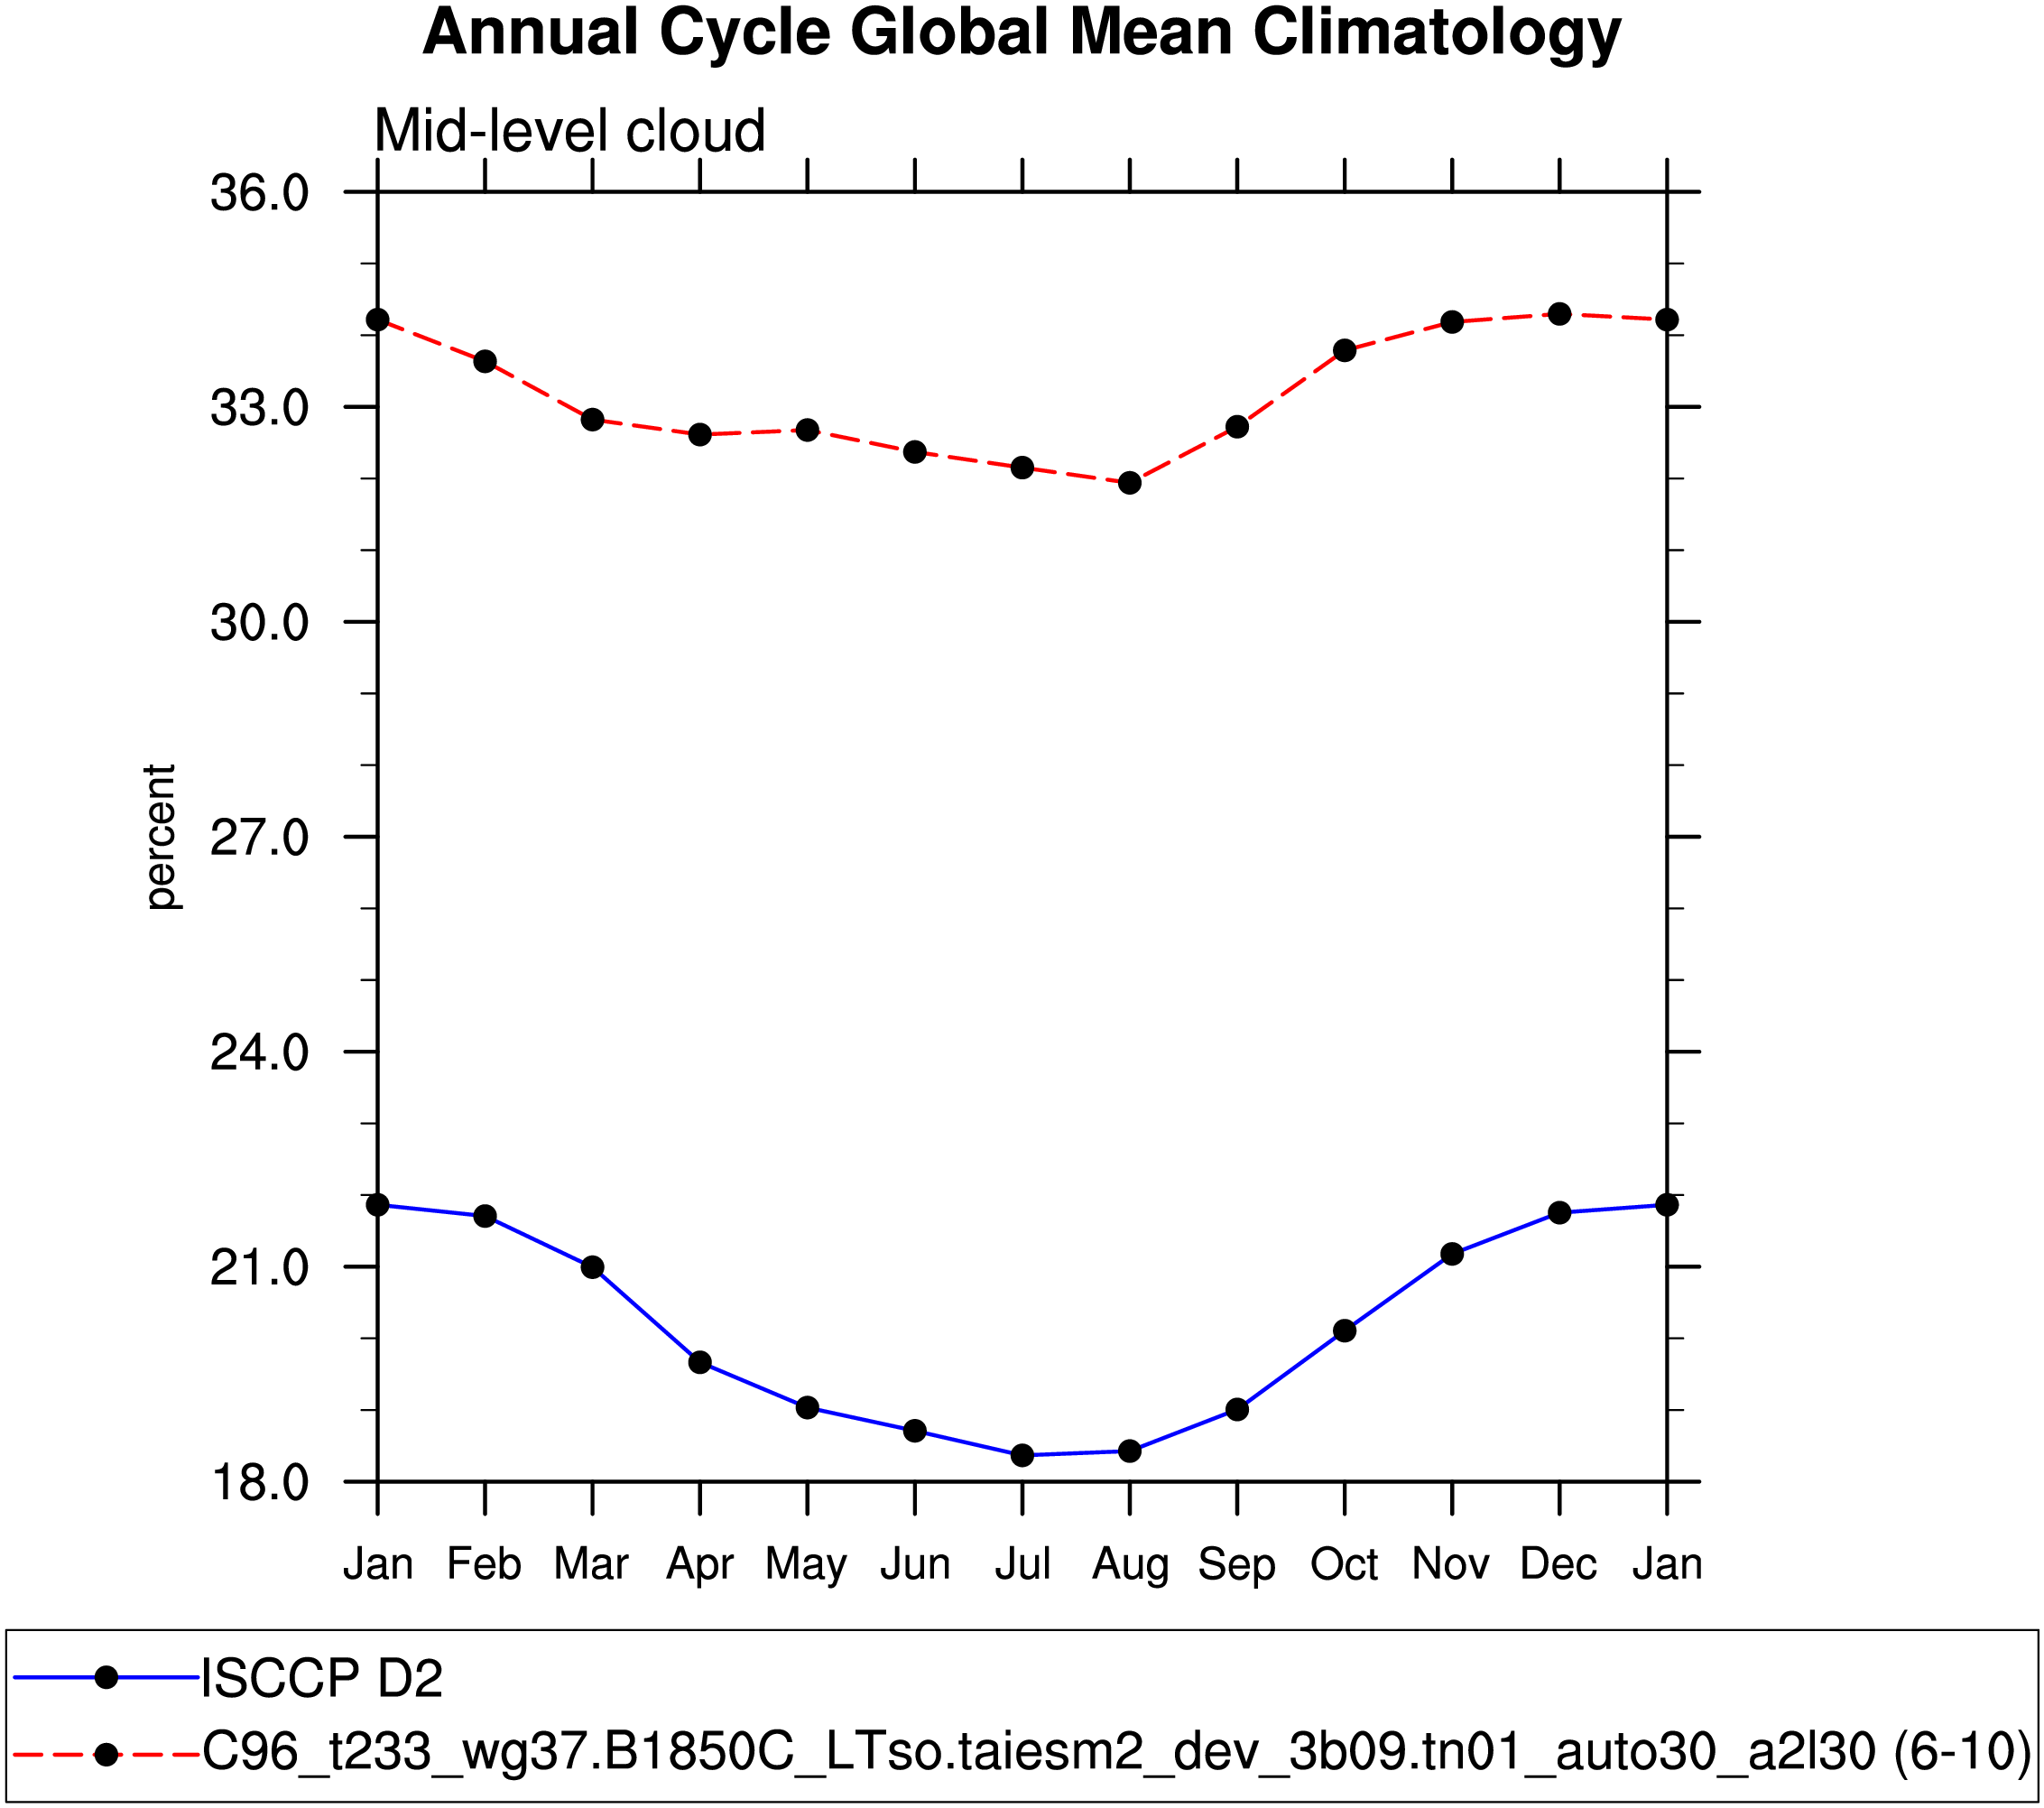 Annual Cycle Global Mean Climatology
Mid-level cloud
36.0
33.0
30.0
27.0
24.0
21.0
18.0
percent
Jan Feb Mar Apr May Jun Jul Aug Sep Oct Nov Dec Jan
ISCCP D2
C96_t233_wg37.B1850C_LTso.taiesm2_dev_3b09.tn01_auto30_a2l30 (6-10)